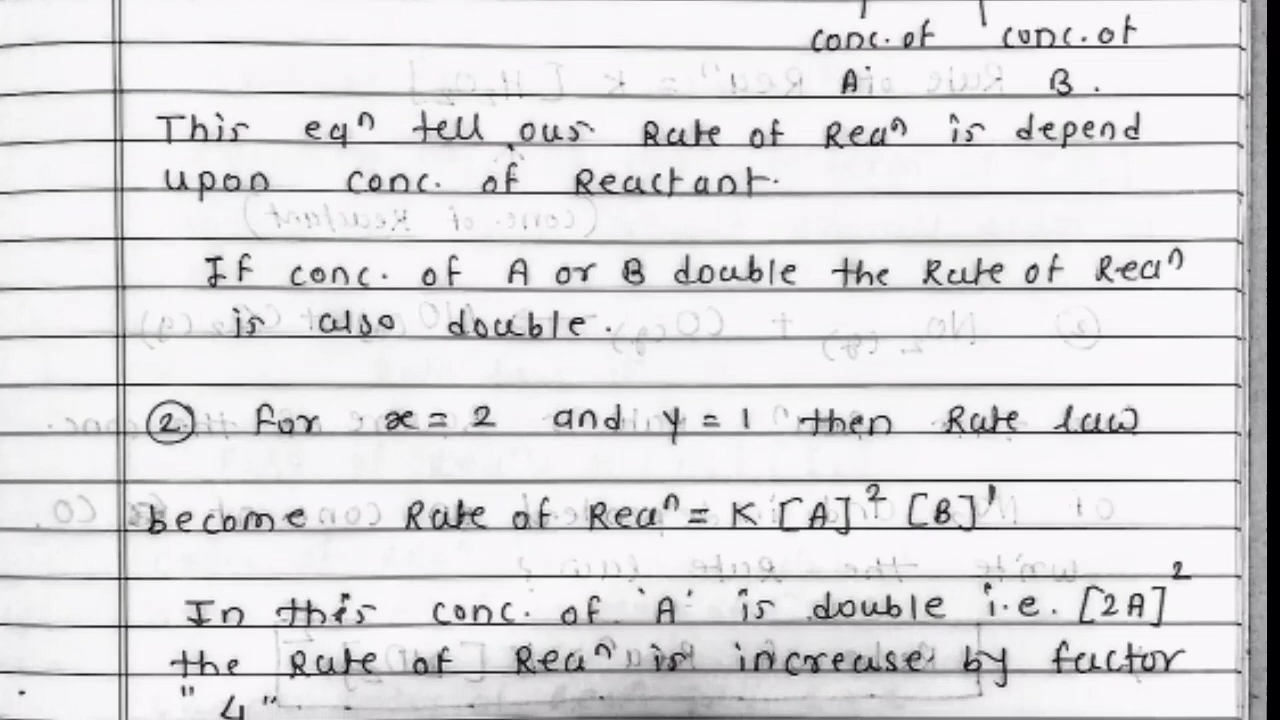 conc. of conc. of
A B.
This eqⁿ tell ous Rate of Reaⁿ is depend
upon conc. of Reactant.
If conc. of A or B double the Rate of Reaⁿ
is also double.
② For x = 2 and y = 1 then Rate law
become Rate of Reaⁿ = K [A]² [B]¹
In this conc. of 'A' is double i.e. [2A]²
the Rate of Reaⁿ is increase by factor
"4"